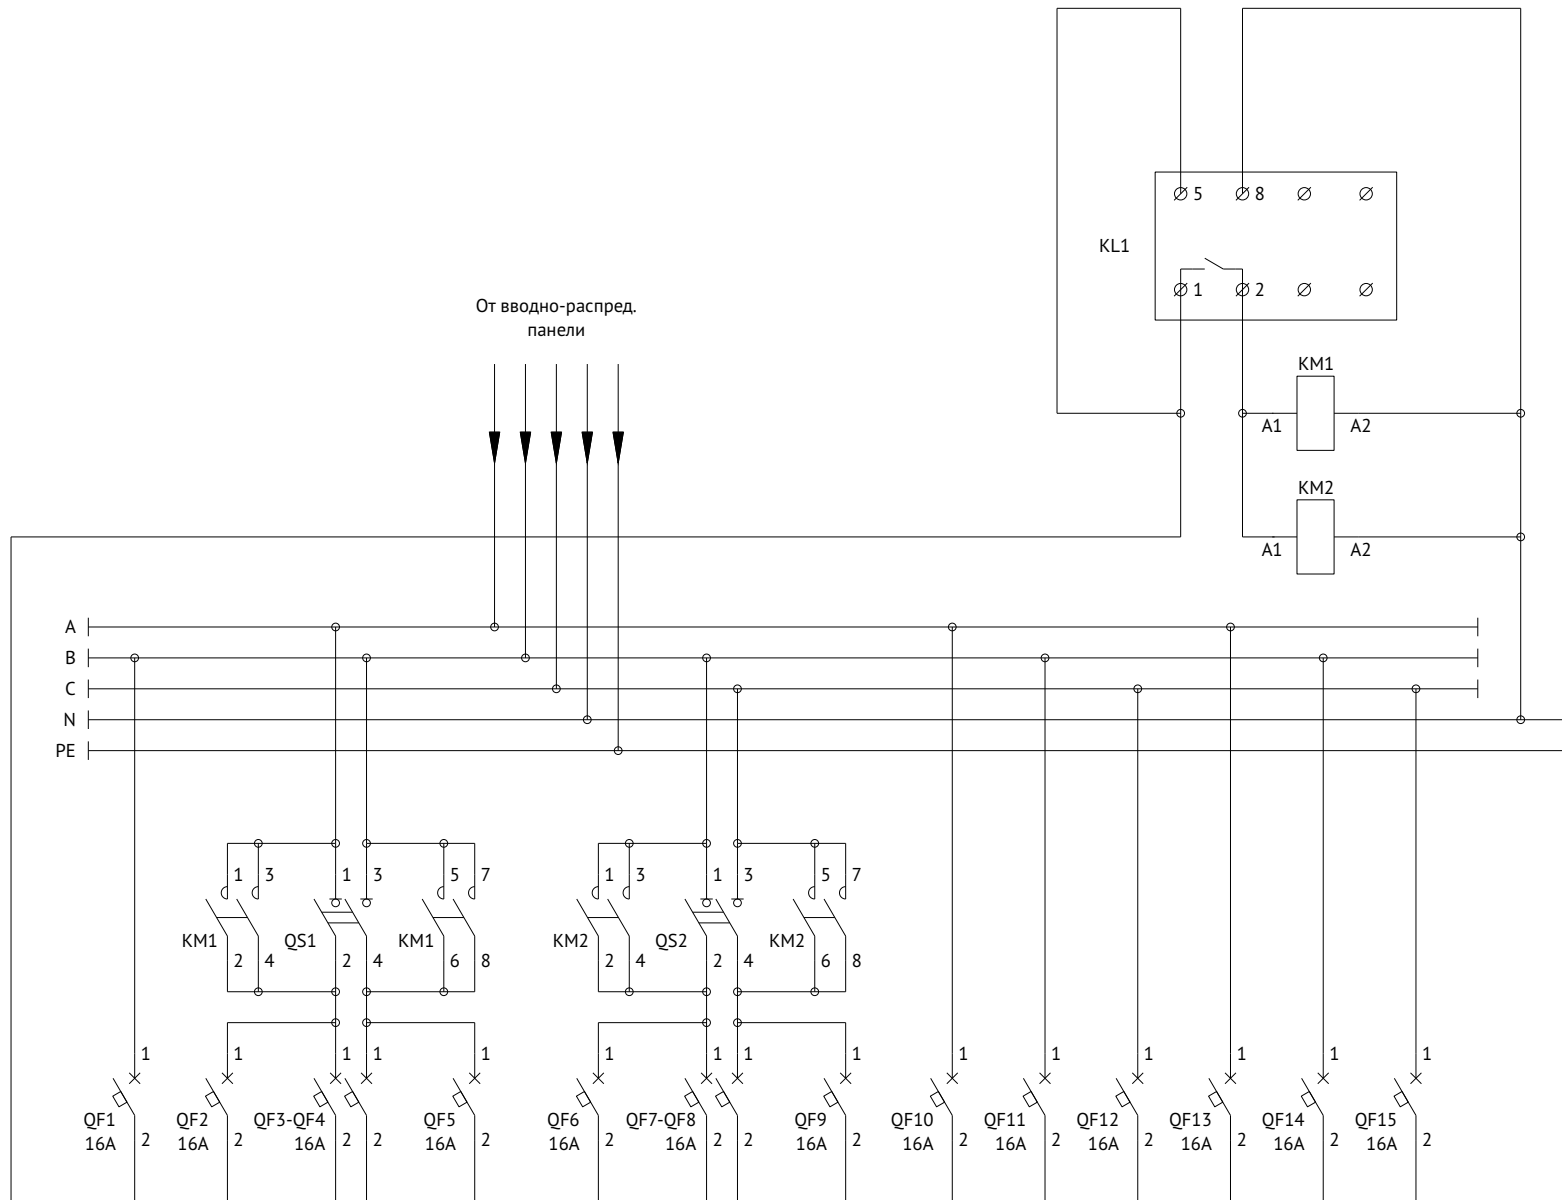 5 8
KL1
1 2
От вводно-распред.
панели
KM1
A1 A2
KM2
A1 A2
A
B
C
N
PE
1 3 1 3 5 7 1 3 1 3 5 7
KM1 QS1 KM1 KM2 QS2 KM2
2 4 2 4 6 8 2 4 2 4 6 8
1 1 1 1 1 1 1 1 1 1 1 1 1 1 1
QF1 QF2 QF3-QF4 QF5 QF6 QF7-QF8 QF9 QF10 QF11 QF12 QF13 QF14 QF15
16A 2 16A 2 16A 2 2 16A 2 16A 2 16A 2 2 16A 2 16A 2 16A 2 16A 2 16A 2 16A 2 16A 2